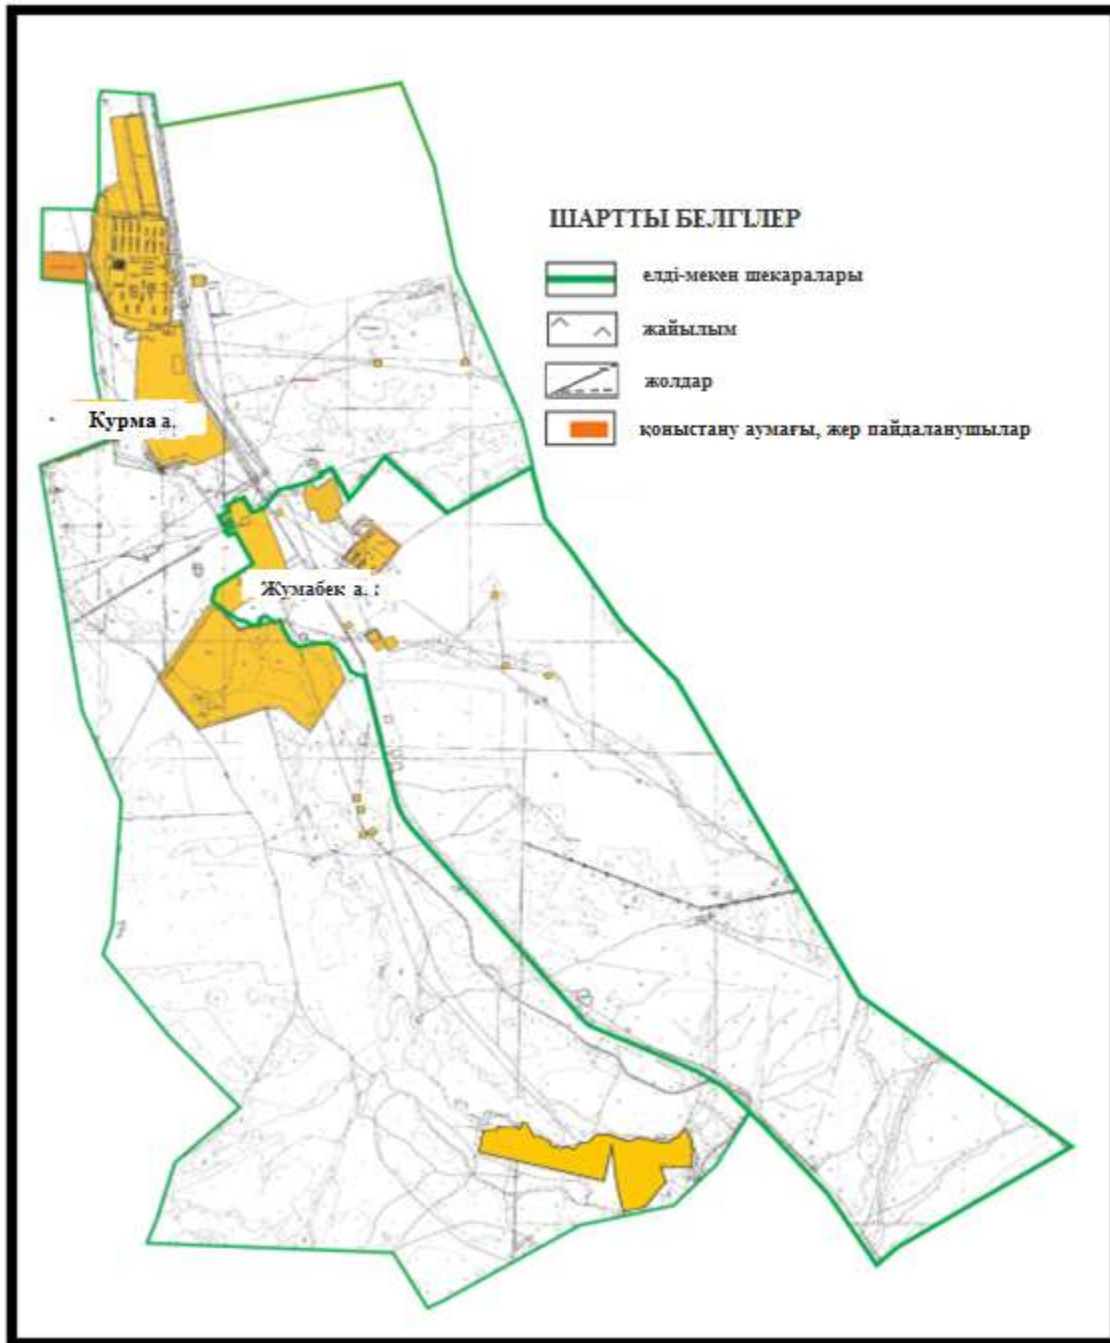 ШАРТТЫ БЕЛГІЛЕР
елді-мекен шекаралары
жайылым
жолдар
қоныстану аумағы, жер пайдаланушылар
Курма а.
Жумабек а.